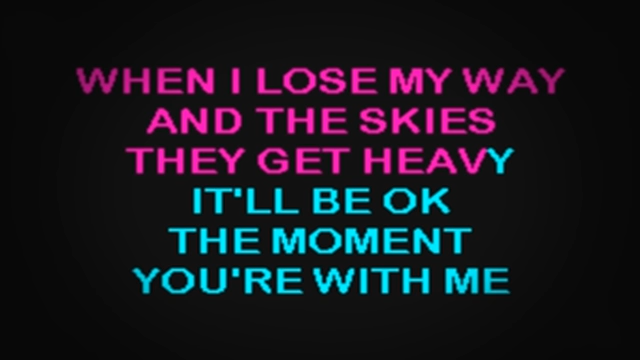 WHEN I LOSE MY WAY
AND THE SKIES
THEY GET HEAVY
IT'LL BE OK
THE MOMENT
YOU'RE WITH ME